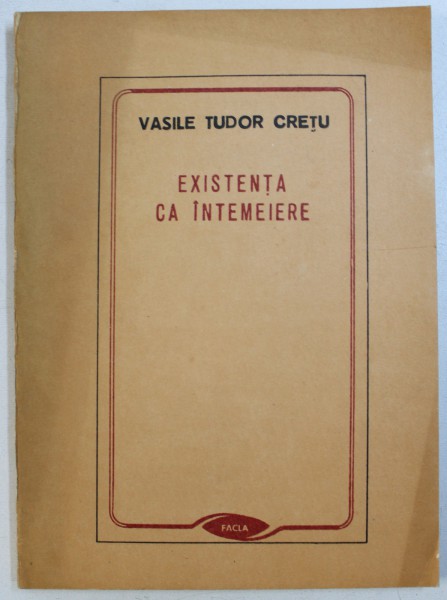 VASILE TUDOR CREȚU
EXISTENȚA
CA ÎNTEMEIERE
FACLA